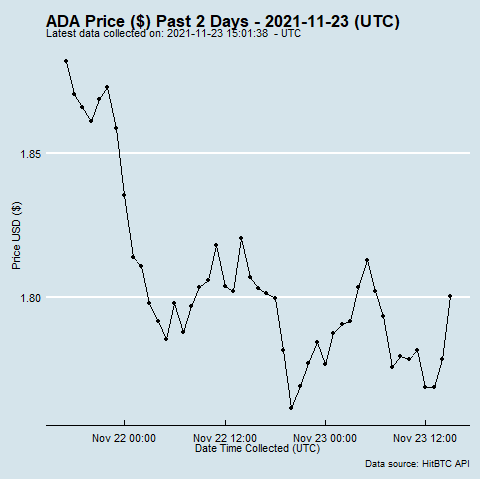 ADA Price ($) Past 2 Days - 2021-11-23 (UTC)
Latest data collected on: 2021-11-23 15:01:38 - UTC
1.85
Price USD ($)
1.80
Nov 22 00:00 Nov 22 12:00 Nov 23 00:00 Nov 23 12:00
Date Time Collected (UTC)
Data source: HitBTC API